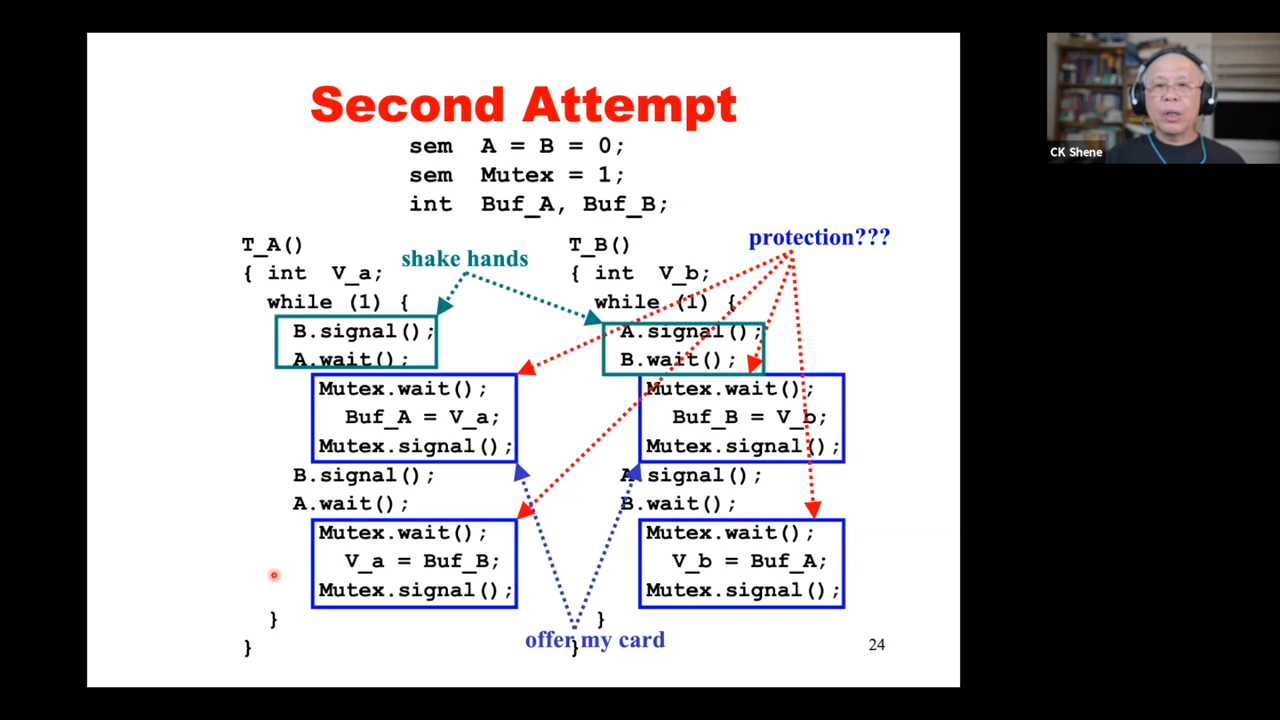 Second Attempt
sem A = B = 0;
sem Mutex = 1;
int Buf_A, Buf_B;
protection???
shake hands
T_A()
{ int V_a;
while (1) {
B.signal();
A.wait();
Mutex.wait();
Buf_A = V_a;
Mutex.signal();
B.signal();
A.wait();
Mutex.wait();
V_a = Buf_B;
Mutex.signal();
}
}
T_B()
{ int V_b;
while (1) {
A.signal();
B.wait();
Mutex.wait();
Buf_B = V_b;
Mutex.signal();
A.signal();
B.wait();
Mutex.wait();
V_b = Buf_A;
Mutex.signal();
}
}
offer my card
24
CK Shene